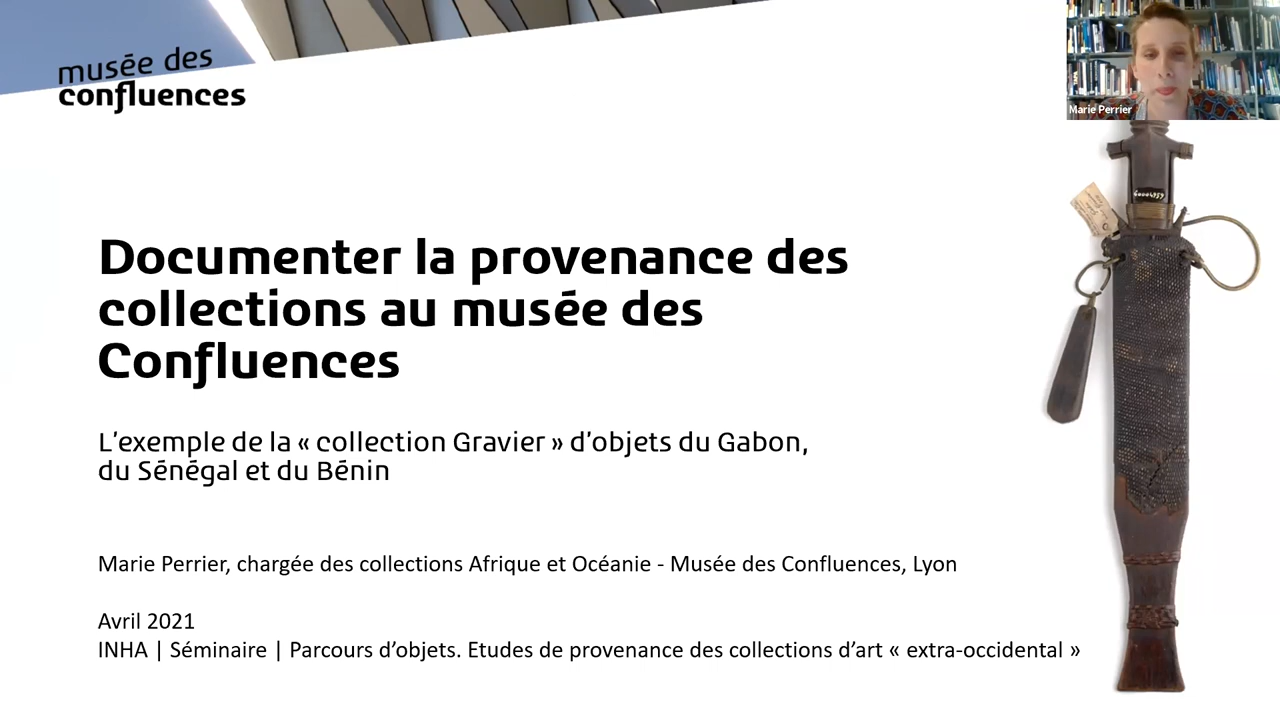 musée des
confluences
Marie Perrier
Documenter la provenance des
collections au musée des
Confluences
L'exemple de la « collection Gravier » d'objets du Gabon,
du Sénégal et du Bénin
Marie Perrier, chargée des collections Afrique et Océanie - Musée des Confluences, Lyon
Avril 2021
INHA | Séminaire | Parcours d'objets. Etudes de provenance des collections d'art « extra-occidental »